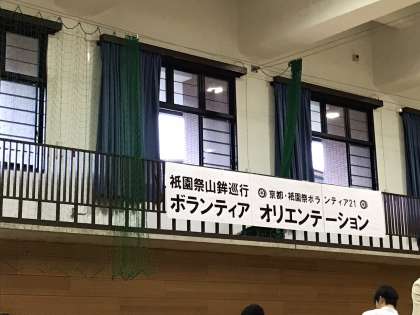 祇園祭山鉾巡行 ◎ 京都・祇園祭ボランティア21
ボランティア オリエンテーション